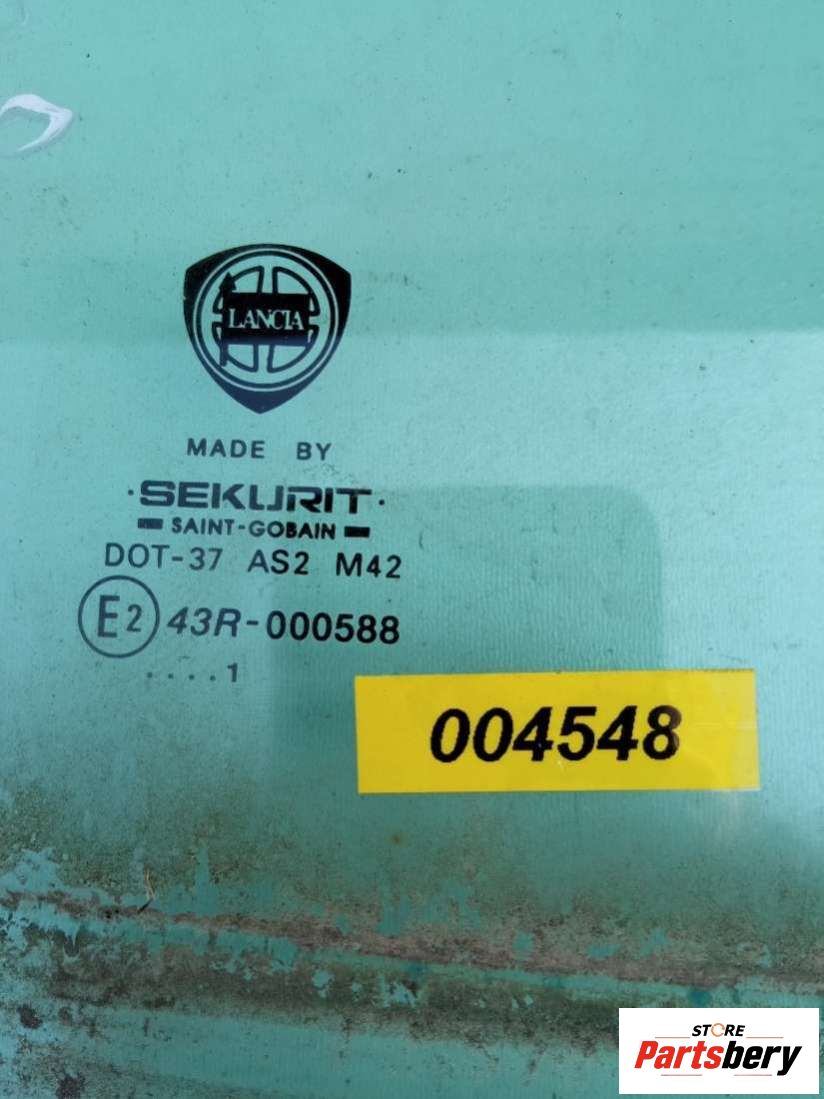 LANCIA
MADE BY
·SEKURIT·
SAINT-GOBAIN
DOT-37 AS2 M42
E2 43R-000588
....1
004548
STORE
Partsbery